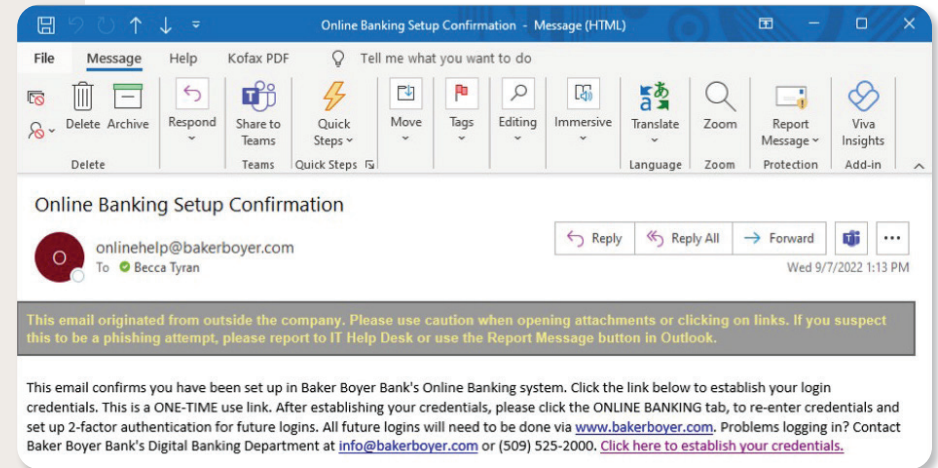 Online Banking Setup Confirmation - Message (HTML)
File Message Help Kofax PDF Tell me what you want to do
Delete Archive Respond Share to Teams Quick Steps Move Tags Editing Immersive Translate Zoom Report Message Viva Insights
Delete Teams Quick Steps Language Zoom Protection Add-in
Online Banking Setup Confirmation
O
onlinehelp@bakerboyer.com
To Becca Tyran
Reply Reply All Forward
Wed 9/7/2022 1:13 PM
This email originated from outside the company. Please use caution when opening attachments or clicking on links. If you suspect
this to be a phishing attempt, please report to IT Help Desk or use the Report Message button in Outlook.
This email confirms you have been set up in Baker Boyer Bank's Online Banking system. Click the link below to establish your login
credentials. This is a ONE-TIME use link. After establishing your credentials, please click the ONLINE BANKING tab, to re-enter credentials and
set up 2-factor authentication for future logins. All future logins will need to be done via www.bakerboyer.com. Problems logging in? Contact
Baker Boyer Bank's Digital Banking Department at info@bakerboyer.com or (509) 525-2000. Click here to establish your credentials.